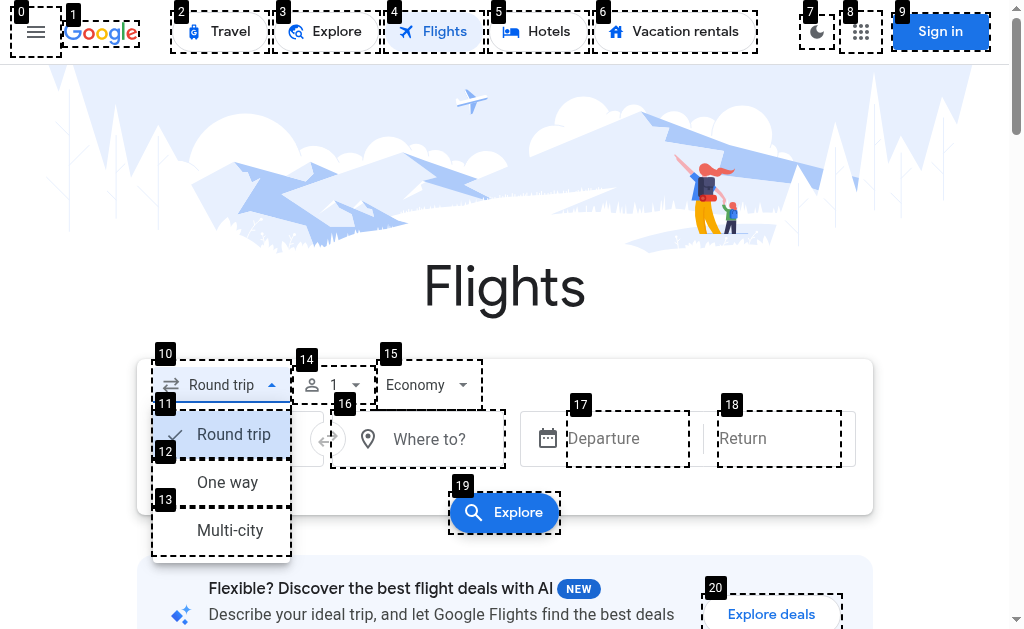 0
1
2
3
4
5
6
7
8
9
Google
Travel
Explore
Flights
Hotels
Vacation rentals
Sign in
Flights
10
14
15
Round trip
1
Economy
11
16
17
18
Round trip
Where to?
Departure
Return
12
One way
13
19
Multi-city
Explore
Flexible? Discover the best flight deals with AI NEW
20
Describe your ideal trip, and let Google Flights find the best deals
Explore deals